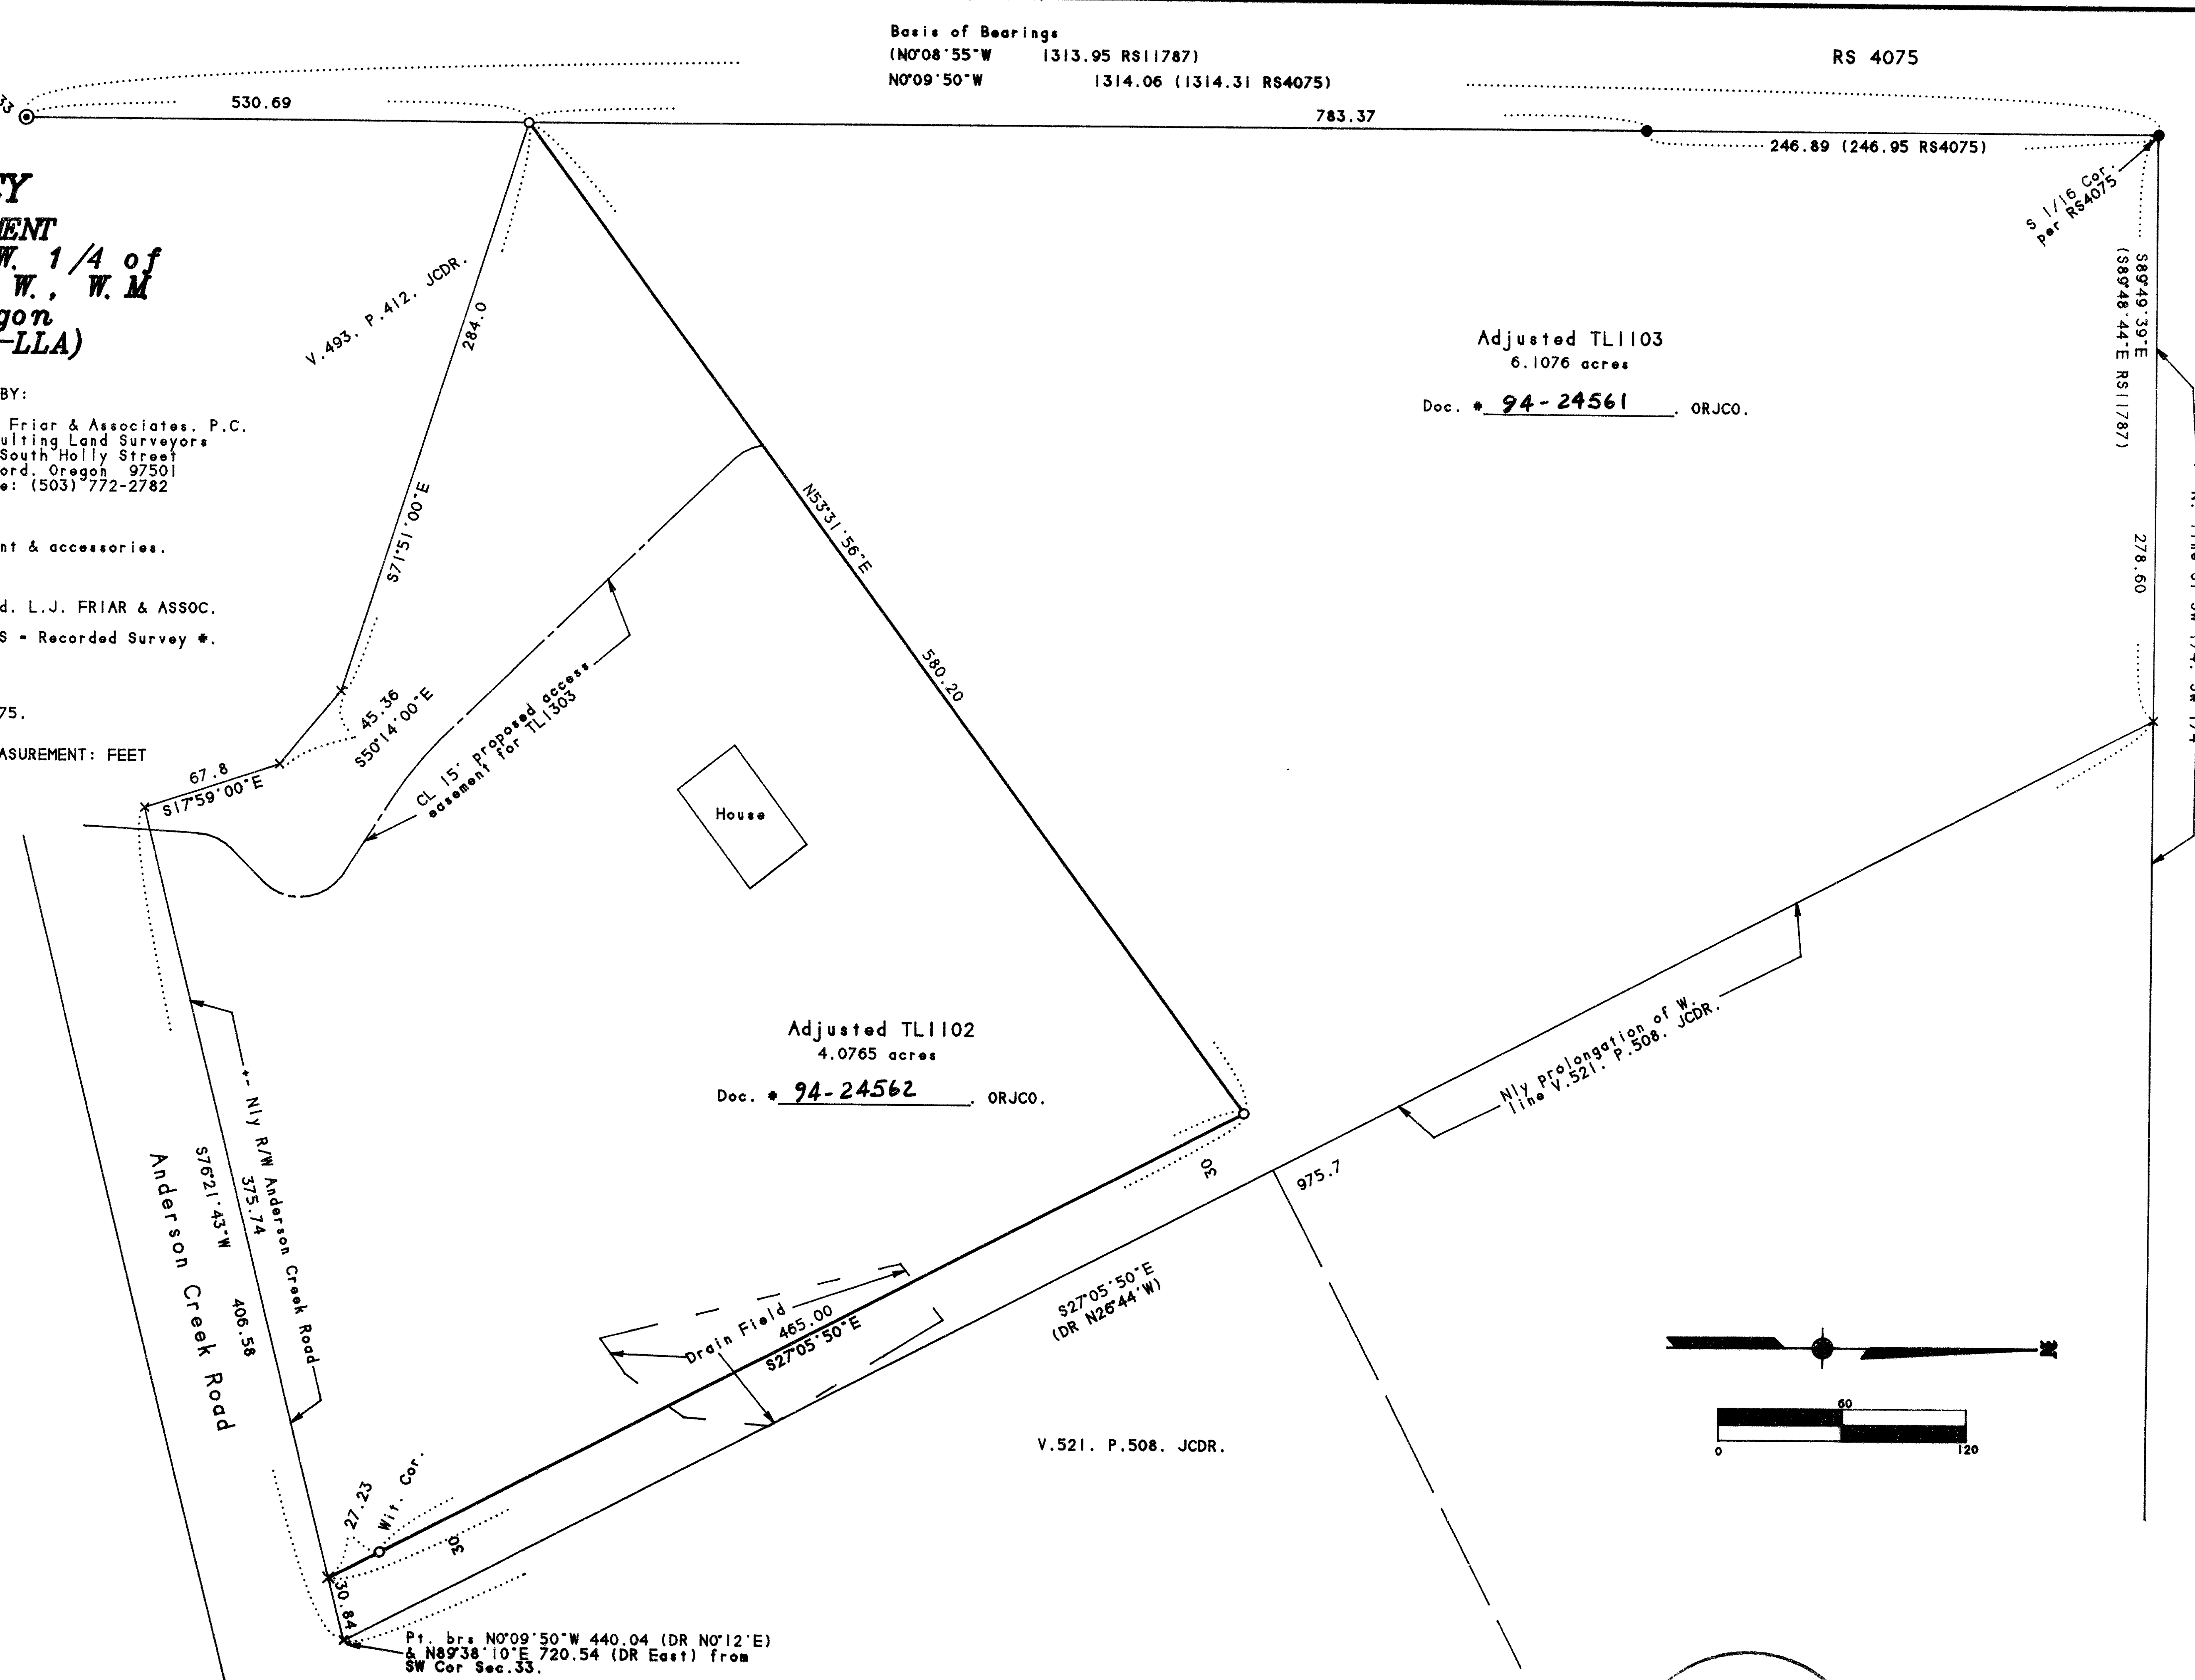 Basis of Bearings
(N0°08'55"W 1313.95 RS11787)
N0°09'50"W 1314.06 (1314.31 RS4075)
RS 4075
33
530.69
783.37
246.89 (246.95 RS4075)
S 1/16 Cor.
per RS4075
S89°49'39"E
(S89°48'44"E RS11787)
278.60
ENT
W. 1/4 of
W., W.M
gon
-LLA)
V.493. P.412. JCDR.
284.0
S71°51'00"E
BY:
Friar & Associates. P.C.
ulting Land Surveyors
South Holly Street
ord. Oregon 97501
e: (503) 772-2782
nt & accessories.
d. L.J. FRIAR & ASSOC.
S = Recorded Survey #.
75.
ASUREMENT: FEET
Adjusted TL1103
6.1076 acres
Doc. # 94-24561 . ORJCO.
N53°31'56"E
580.20
45.36
S50°14'00"E
67.8
S17°59'00"E
CL 15' proposed access
easement for TL1303
House
Adjusted TL1102
4.0765 acres
Doc. # 94-24562 . ORJCO.
Nly prolongation of W.
line V.521. P.508. JCDR.
30
975.7
+- Nly R/W Anderson Creek Road
375.74
S76°21'43"W
406.58
Anderson Creek Road
Drain Field
465.00
S27°05'50"E
S27°05'50"E
(DR N26°44'W)
V.521. P.508. JCDR.
N
60
0
120
27.23
Wit. Cor.
30
30.84
Pt. brs N0°09'50"W 440.04 (DR N0°12'E)
& N89°38'10"E 720.54 (DR East) from
SW Cor Sec.33.